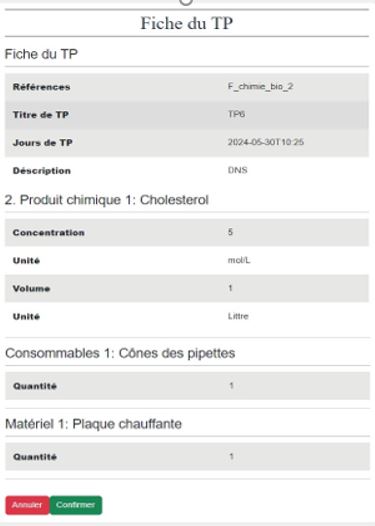 Fiche du TP
Fiche du TP
Références F_chimie_bio_2
Titre de TP TP6
Jours de TP 2024-05-30T10:25
Déscription DNS
2. Produit chimique 1: Cholesterol
Concentration 5
Unité mol/L
Volume 1
Unité Littre
Consommables 1: Cônes des pipettes
Quantité 1
Matériel 1: Plaque chauffante
Quantité 1
Annuler Confirmer